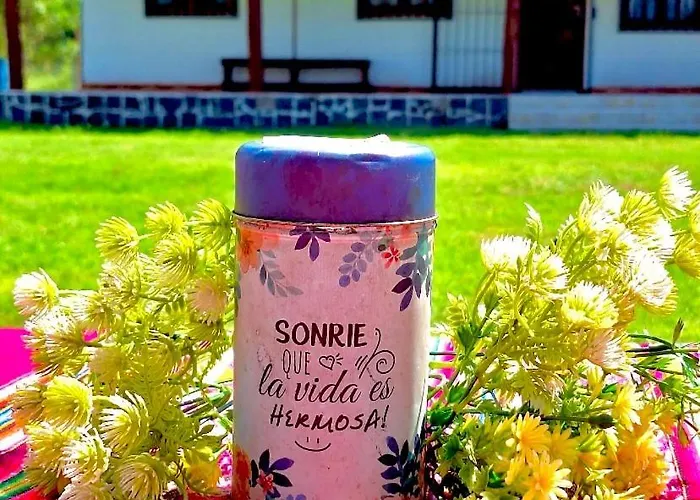 SONRIE
QUE
la vida es
HERMOSA!